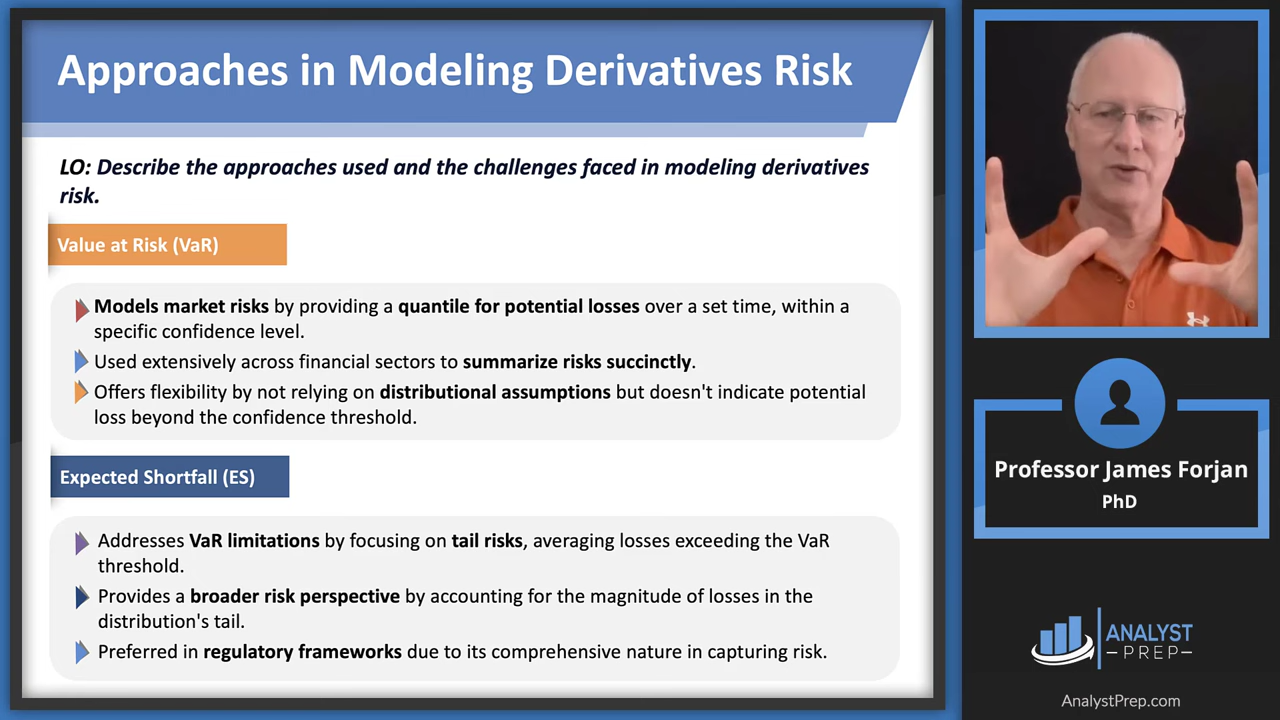 Approaches in Modeling Derivatives Risk
LO: Describe the approaches used and the challenges faced in modeling derivatives
risk.
Value at Risk (VaR)
Models market risks by providing a quantile for potential losses over a set time, within a
specific confidence level.
Used extensively across financial sectors to summarize risks succinctly.
Offers flexibility by not relying on distributional assumptions but doesn't indicate potential
loss beyond the confidence threshold.
Expected Shortfall (ES)
Addresses VaR limitations by focusing on tail risks, averaging losses exceeding the VaR
threshold.
Provides a broader risk perspective by accounting for the magnitude of losses in the
distribution's tail.
Preferred in regulatory frameworks due to its comprehensive nature in capturing risk.
Professor James Forjan
PhD
ANALYST
PREP
AnalystPrep.com